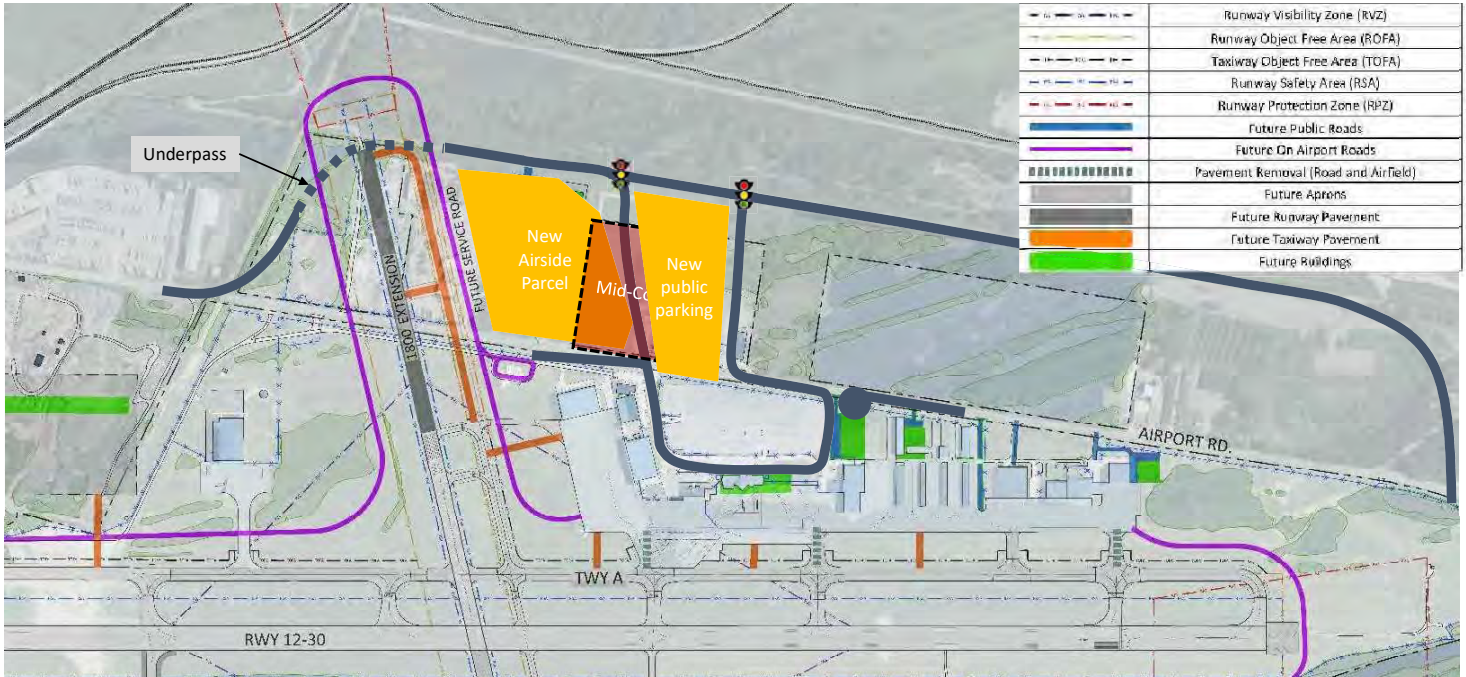 Runway Visibility Zone (RVZ)
Runway Object Free Area (ROFA)
Taxiway Object Free Area (TOFA)
Runway Safety Area (RSA)
Runway Protection Zone (RPZ)
Future Public Roads
Future On Airport Roads
Pavement Removal (Road and Airfield)
Future Aprons
Future Runway Pavement
Future Taxiway Pavement
Future Buildings
Underpass
New
Airside
Parcel
Mid-Co
New
public
parking
FUTURE SERVICE ROAD
EXTENSION
AIRPORT RD.
TWY A
RWY 12-30